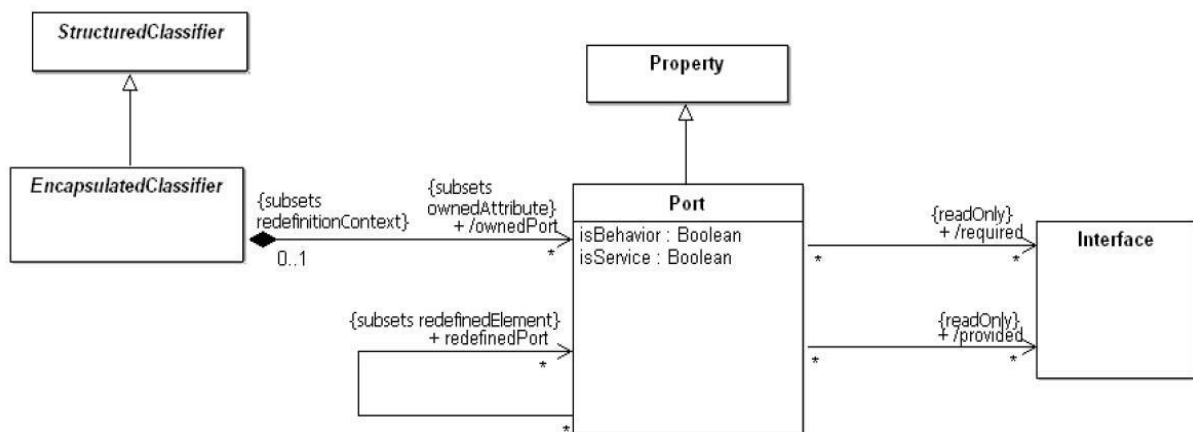 StructuredClassifier
Property
EncapsulatedClassifier
{subsets
redefinitionContext}
0..1
{subsets
ownedAttribute}
+ /ownedPort
*
Port
isBehavior : Boolean
isService : Boolean
{readOnly}
+ /required
*
*
Interface
{subsets redefinedElement}
+ redefinedPort
*
*
{readOnly}
+ /provided
*
*